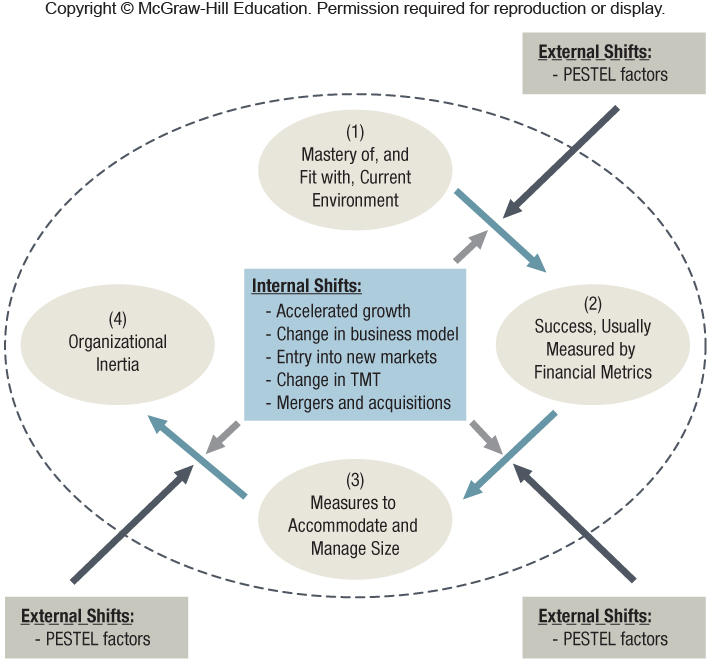 Copyright © McGraw-Hill Education. Permission required for reproduction or display.
External Shifts:
- PESTEL factors
(1)
Mastery of, and
Fit with, Current
Environment
Internal Shifts:
- Accelerated growth
- Change in business model
- Entry into new markets
- Change in TMT
- Mergers and acquisitions
(2)
Success, Usually
Measured by
Financial Metrics
(4)
Organizational
Inertia
(3)
Measures to
Accommodate and
Manage Size
External Shifts:
- PESTEL factors
External Shifts:
- PESTEL factors